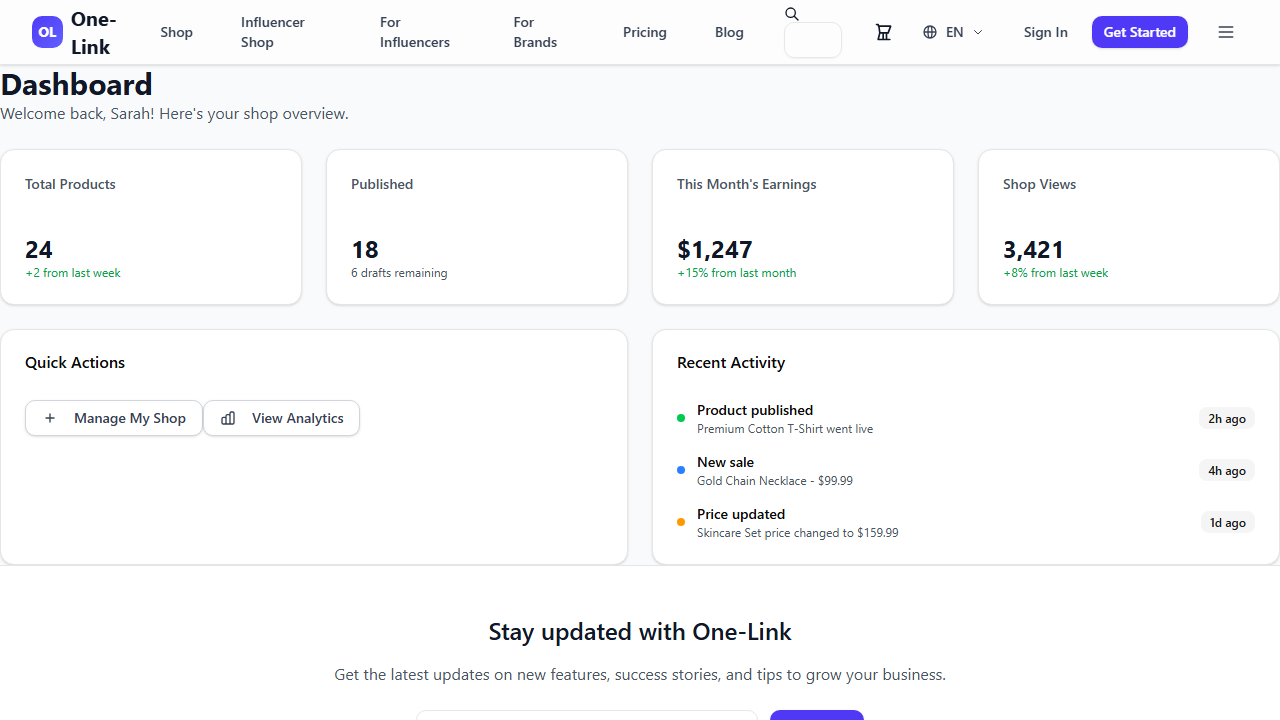 OL
One-
Link
Shop
Influencer
Shop
For
Influencers
For
Brands
Pricing
Blog
EN
Sign In
Get Started
Dashboard
Welcome back, Sarah! Here's your shop overview.
Total Products
24
+2 from last week
Published
18
6 drafts remaining
This Month's Earnings
$1,247
+15% from last month
Shop Views
3,421
+8% from last week
Quick Actions
Manage My Shop
View Analytics
Recent Activity
Product published
Premium Cotton T-Shirt went live
2h ago
New sale
Gold Chain Necklace - $99.99
4h ago
Price updated
Skincare Set price changed to $159.99
1d ago
Stay updated with One-Link
Get the latest updates on new features, success stories, and tips to grow your business.